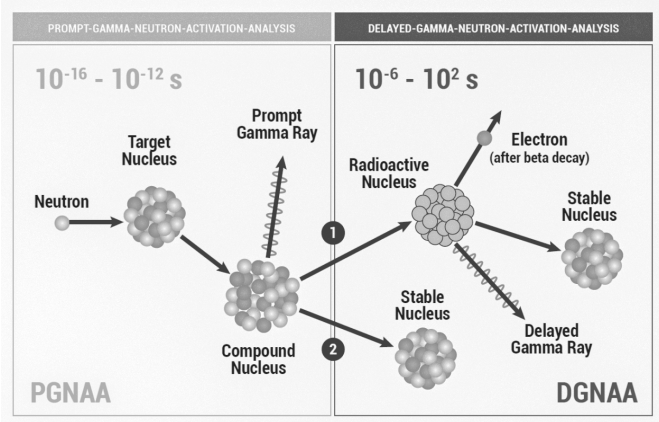 PROMPT-GAMMA-NEUTRON-ACTIVATION-ANALYSIS
DELAYED-GAMMA-NEUTRON-ACTIVATION-ANALYSIS
10⁻¹⁶ - 10⁻¹² s
10⁻⁶ - 10² s
Prompt
Gamma Ray
Target
Nucleus
Neutron
Compound
Nucleus
1
2
Electron
(after beta decay)
Radioactive
Nucleus
Stable
Nucleus
Stable
Nucleus
Delayed
Gamma Ray
PGNAA
DGNAA